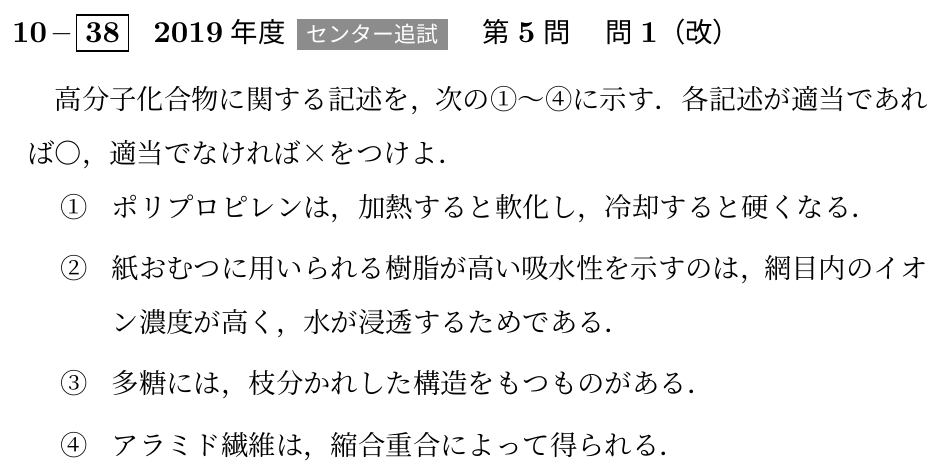 10−38 2019年度 センター追試 第5問 問1（改）
高分子化合物に関する記述を，次の①〜④に示す．各記述が適当であれ
ば○，適当でなければ×をつけよ．
① ポリプロピレンは，加熱すると軟化し，冷却すると硬くなる．
② 紙おむつに用いられる樹脂が高い吸水性を示すのは，網目内のイオ
ン濃度が高く，水が浸透するためである．
③ 多糖には，枝分かれした構造をもつものがある．
④ アラミド繊維は，縮合重合によって得られる．